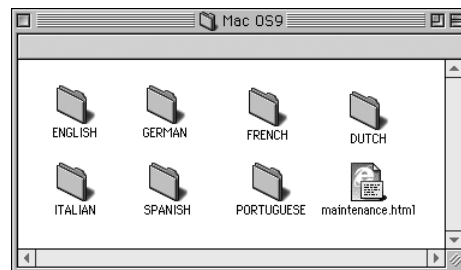 Mac OS9
ENGLISH GERMAN FRENCH DUTCH
ITALIAN SPANISH PORTUGUESE maintenance.html